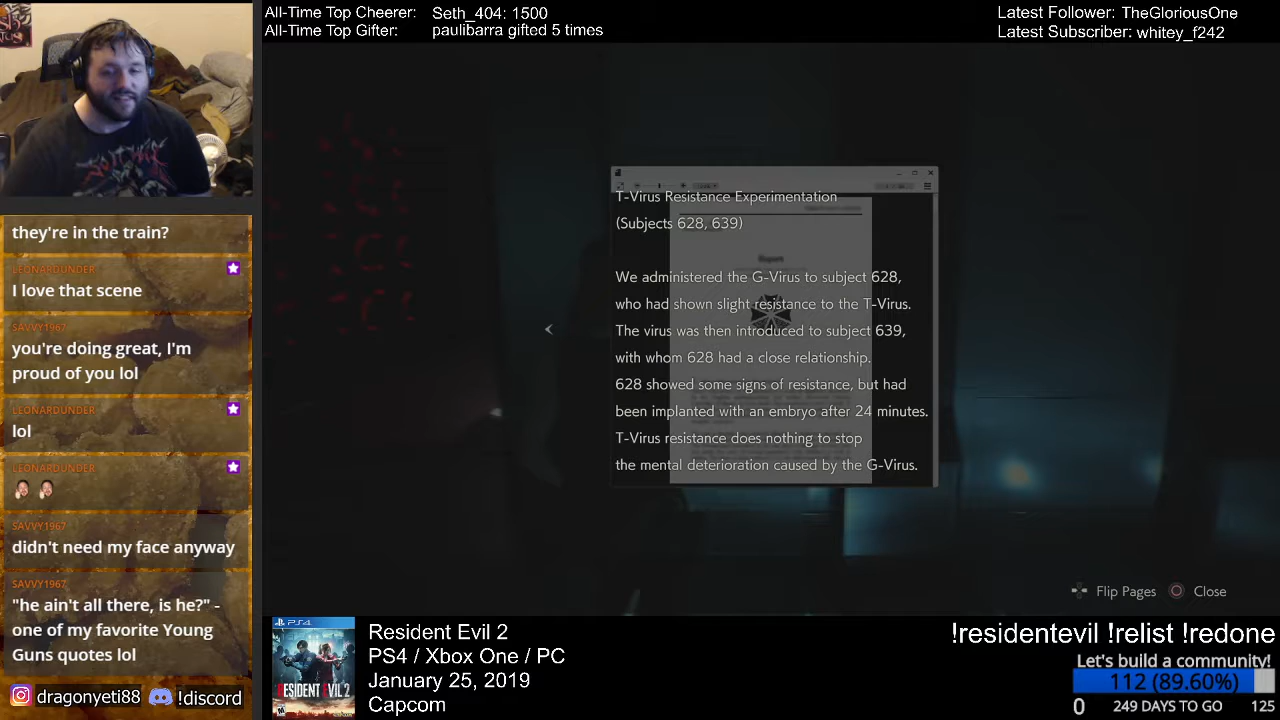 All-Time Top Cheerer: Seth_404: 1500
All-Time Top Gifter: paulibarra gifted 5 times
Latest Follower: TheGloriousOne
Latest Subscriber: whitey_f242
they're in the train?
LEONARDUNDER
I love that scene
SAVVY1967
you're doing great, I'm
proud of you lol
LEONARDUNDER
lol
LEONARDUNDER
SAVVY1967
didn't need my face anyway
SAVVY1967
"he ain't all there, is he?" -
one of my favorite Young
Guns quotes lol
dragonyeti88 !discord
T-Virus Resistance Experimentation
(Subjects 628, 639)
We administered the G-Virus to subject 628,
who had shown slight resistance to the T-Virus.
The virus was then introduced to subject 639,
with whom 628 had a close relationship.
628 showed some signs of resistance, but had
been implanted with an embryo after 24 minutes.
T-Virus resistance does nothing to stop
the mental deterioration caused by the G-Virus.
Report
Flip Pages Close
PS4
RESIDENT EVIL 2
Resident Evil 2
PS4 / Xbox One / PC
January 25, 2019
Capcom
!residentevil !relist !redone
Let's build a community!
112 (89.60%)
0 249 DAYS TO GO 125